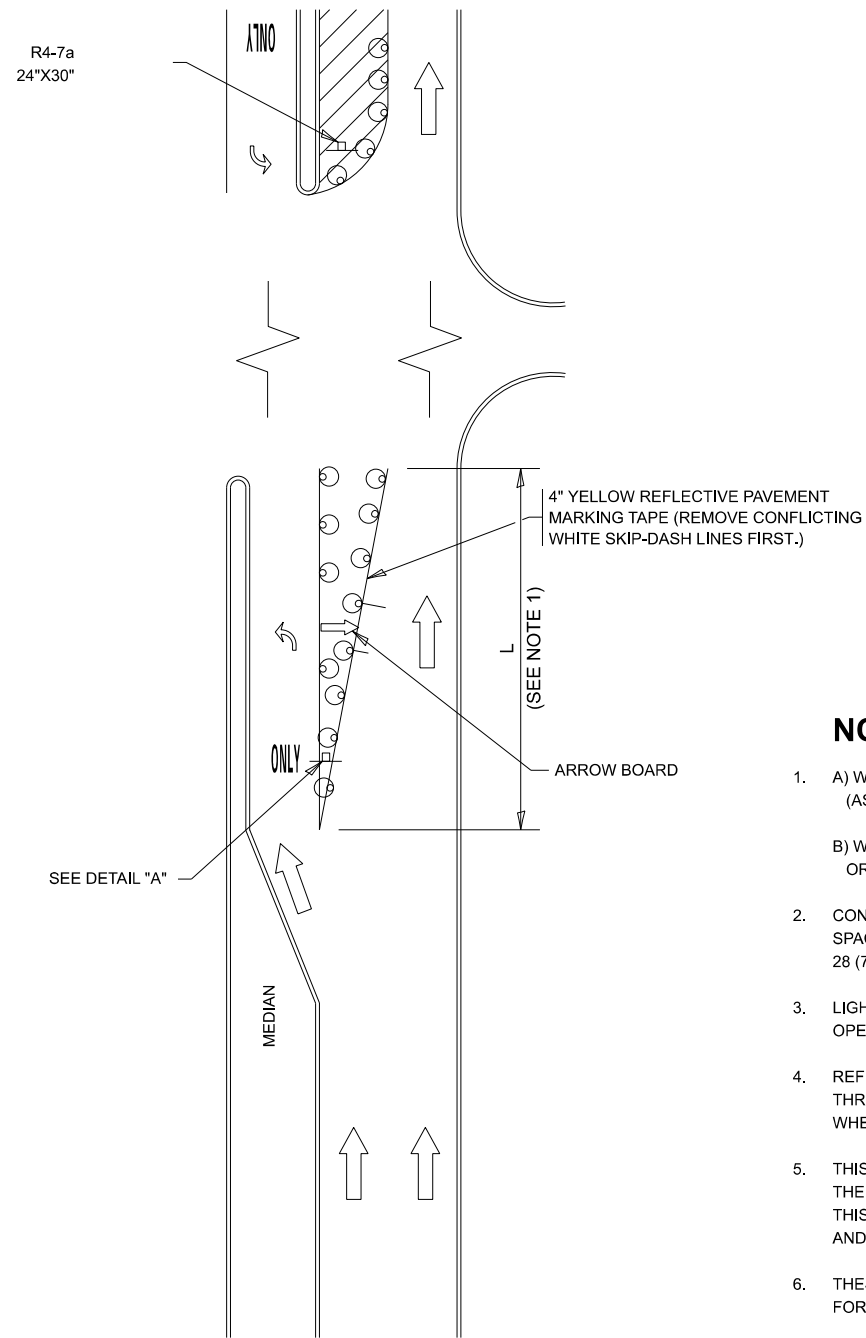 ONLY
R4-7a
24"X30"
4" YELLOW REFLECTIVE PAVEMENT
MARKING TAPE (REMOVE CONFLICTING
WHITE SKIP-DASH LINES FIRST.)
L
(SEE NOTE 1)
ONLY
ARROW BOARD
SEE DETAIL "A"
MEDIAN
NO
1. A) W
(AS
B) W
OR
2. CON
SPAC
28 (7
3. LIGH
OPE
4. REF
THR
WHE
5. THIS
THE
THIS
AND
6. THE
FOR